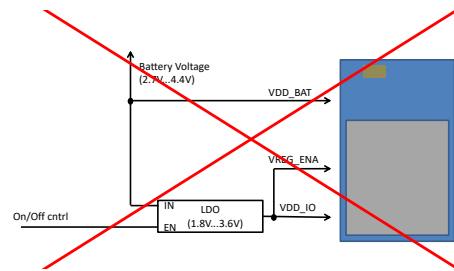 Battery Voltage
(2.7V...4.4V)
VDD_BAT
VREG_ENA
IN
LDO
VDD_IO
On/Off cntrl
EN
(1.8V...3.6V)